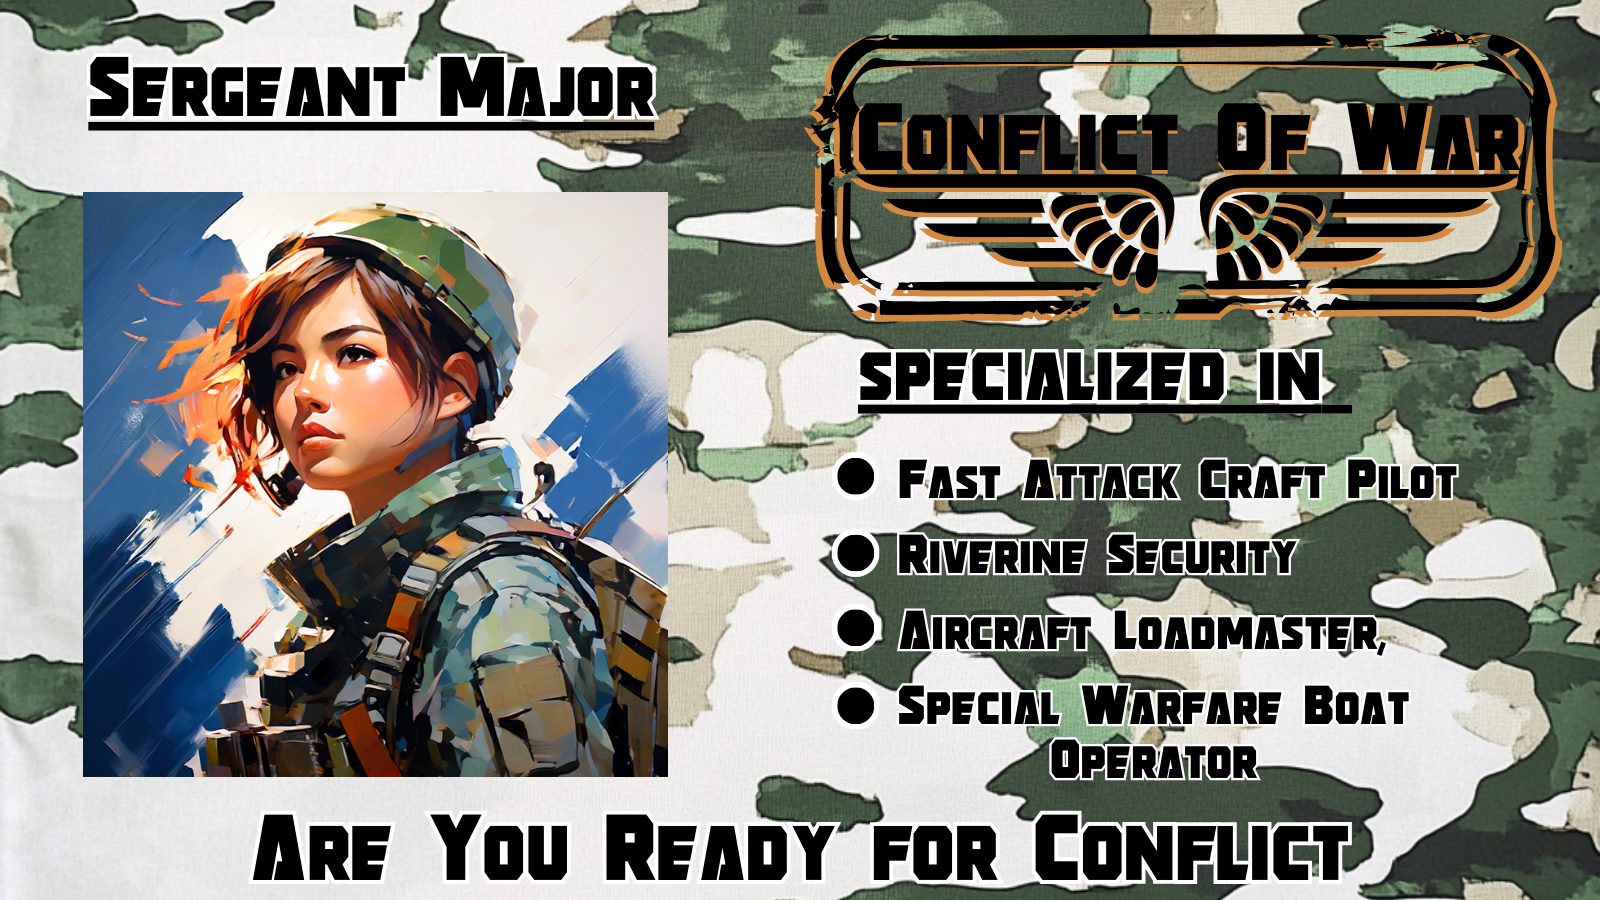 Sergeant Major
Conflict Of War
SPECIALIZED IN
Fast Attack Craft Pilot
Riverine Security
Aircraft Loadmaster,
Special Warfare Boat
Operator
Are You Ready for Conflict